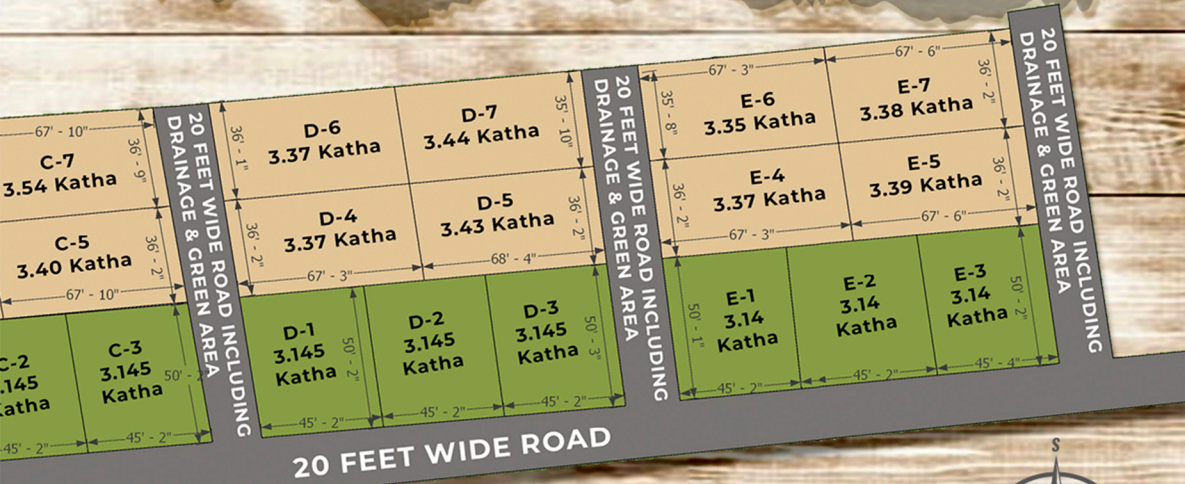 67' - 10"
C-7
3.54 Katha
36' - 9"
C-5
3.40 Katha
36' - 2"
67' - 10"
C-3
3.145
Katha
45' - 2"
45' - 2"
20 FEET WIDE ROAD INCLUDING
DRAINAGE & GREEN AREA
36' - 1"
D-6
3.37 Katha
D-7
3.44 Katha
35' - 10"
36' - 2"
D-4
3.37 Katha
67' - 3"
D-5
3.43 Katha
36' - 2"
68' - 4"
D-1
3.145
Katha
50' - 2"
45' - 2"
D-2
3.145
Katha
45' - 2"
D-3
3.145
Katha
50' - 3"
45' - 2"
20 FEET WIDE ROAD INCLUDING
DRAINAGE & GREEN AREA
67' - 3"
35' - 8"
E-6
3.35 Katha
67' - 6"
E-7
3.38 Katha
36' - 2"
36' - 2"
E-4
3.37 Katha
67' - 3"
E-5
3.39 Katha
36' - 2"
67' - 6"
50' - 1"
E-1
3.14
Katha
45' - 2"
E-2
3.14
Katha
45' - 2"
E-3
3.14
Katha
50' - 2"
45' - 4"
20 FEET WIDE ROAD INCLUDING
DRAINAGE & GREEN AREA
20 FEET WIDE ROAD
S